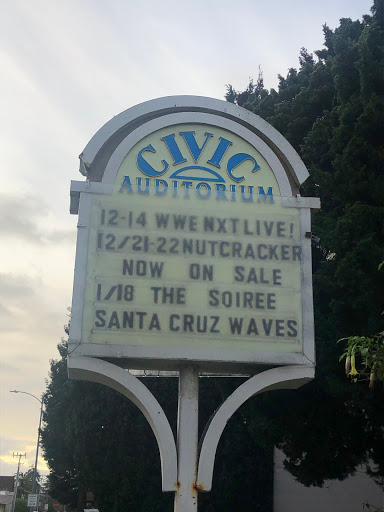 CIVIC
AUDITORIUM
12-14 WWE NXT LIVE!
12/21-22 NUTCRACKER
NOW ON SALE
1/18 THE SOIREE
SANTA CRUZ WAVES